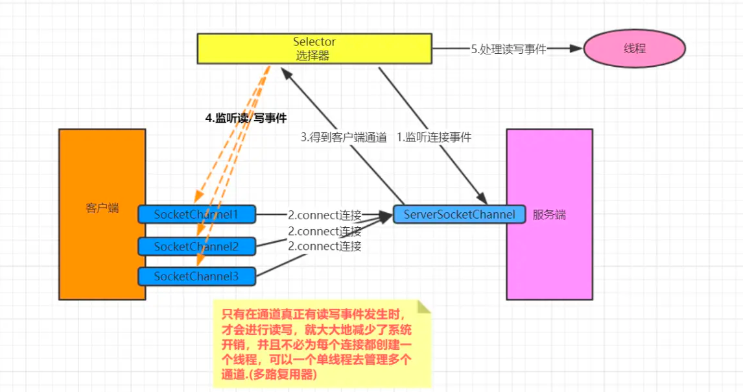 Selector
选择器
5.处理读写事件
线程
4.监听读/写事件
3.得到客户端通道
1.监听连接事件
客户端
SocketChannel1
2.connect连接
ServerSocketChannel
服务端
2.connect连接
SocketChannel2
2.connect连接
SocketChannel3
只有在通道真正有读写事件发生时,
才会进行读写，就大大地减少了系统
开销，并且不必为每个连接都创建一
个线程，可以一个单线程去管理多个
通道.(多路复用器)